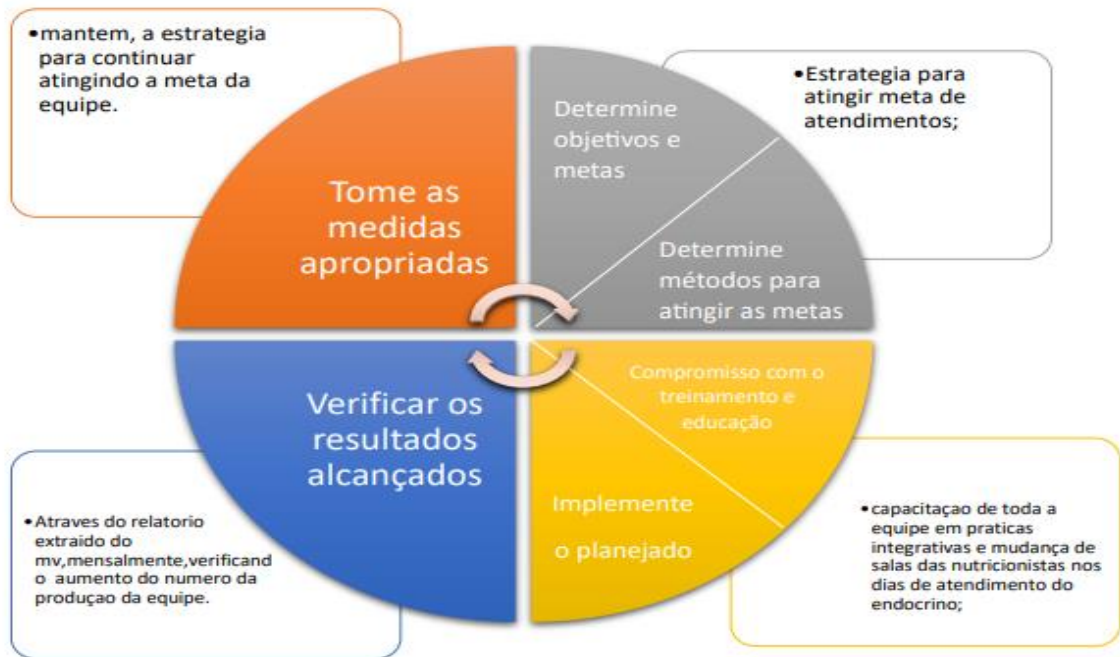 •mantem, a estrategia
para continuar
atingindo a meta da
equipe.
Determine
objetivos e
metas
•Estrategia para
atingir meta de
atendimentos;
Tome as
medidas
apropriadas
Determine
métodos para
atingir as metas
Verificar os
resultados
alcançados
Compromisso com o
treinamento e
educação
Implemente
o planejado
•Atraves do relatorio
extraido do
mv,mensalmente,verificand
o aumento do numero da
produçao da equipe.
•capacitaçao de toda a
equipe em praticas
integrativas e mudança de
salas das nutricionistas nos
dias de atendimento do
endocrino;